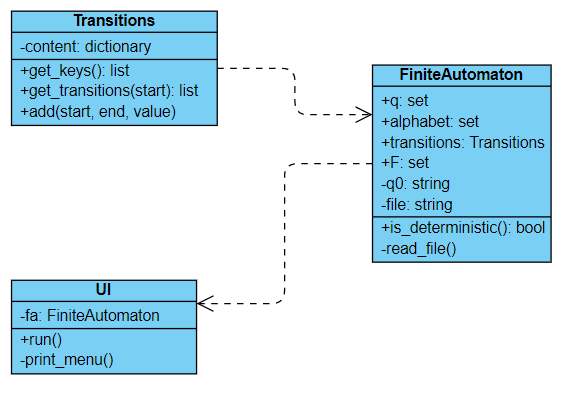 Transitions
-content: dictionary
+get_keys(): list
+get_transitions(start): list
+add(start, end, value)
FiniteAutomaton
+q: set
+alphabet: set
+transitions: Transitions
+F: set
-q0: string
-file: string
+is_deterministic(): bool
-read_file()
UI
-fa: FiniteAutomaton
+run()
-print_menu()